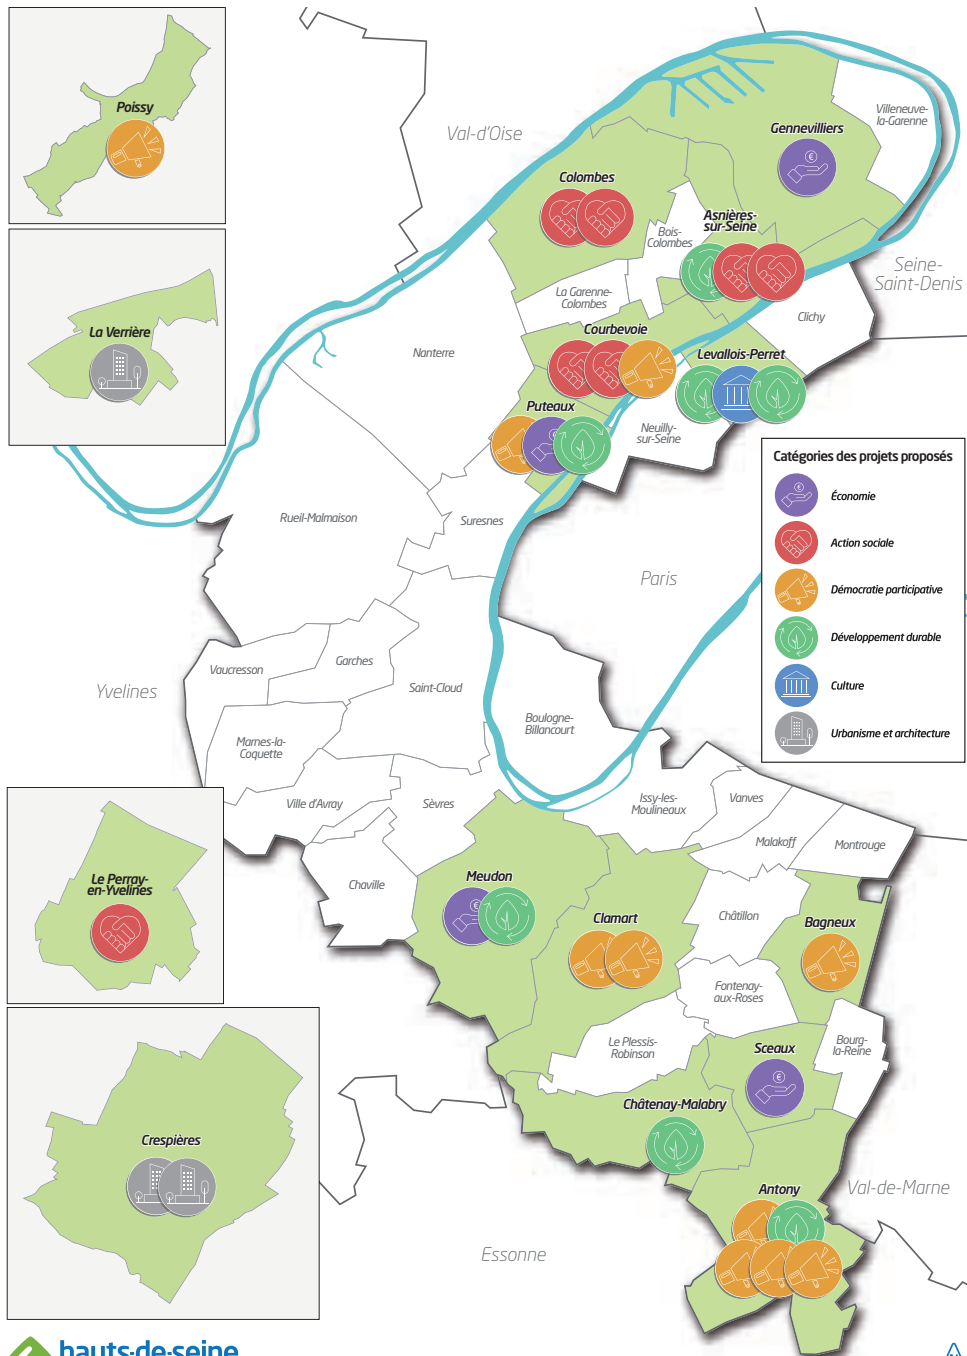 Poissy
La Verrière
Val-d'Oise
Villeneuve-
la-Garenne
Gennevilliers
Colombes
Asnières-
sur-Seine
Bois-
Colombes
Seine-
Saint-Denis
La Garenne-
Colombes
Clichy
Courbevoie
Nanterre
Levallois-Perret
Puteaux
Neuilly-
sur-Seine
Catégories des projets proposés
Économie
Action sociale
Démocratie participative
Développement durable
Culture
Urbanisme et architecture
Rueil-Malmaison
Suresnes
Paris
Vaucresson
Garches
Saint-Cloud
Yvelines
Boulogne-
Billancourt
Marnes-la-
Coquette
Ville d'Avray
Sèvres
Issy-les-
Moulineaux
Vanves
Malakoff
Montrouge
Chaville
Le Perray-
en-Yvelines
Meudon
Clamart
Châtillon
Bagneux
Fontenay-
aux-Roses
Le Plessis-
Robinson
Sceaux
Bourg-
la-Reine
Châtenay-Malabry
Crespières
Antony
Val-de-Marne
Essonne
hauts-de-seine